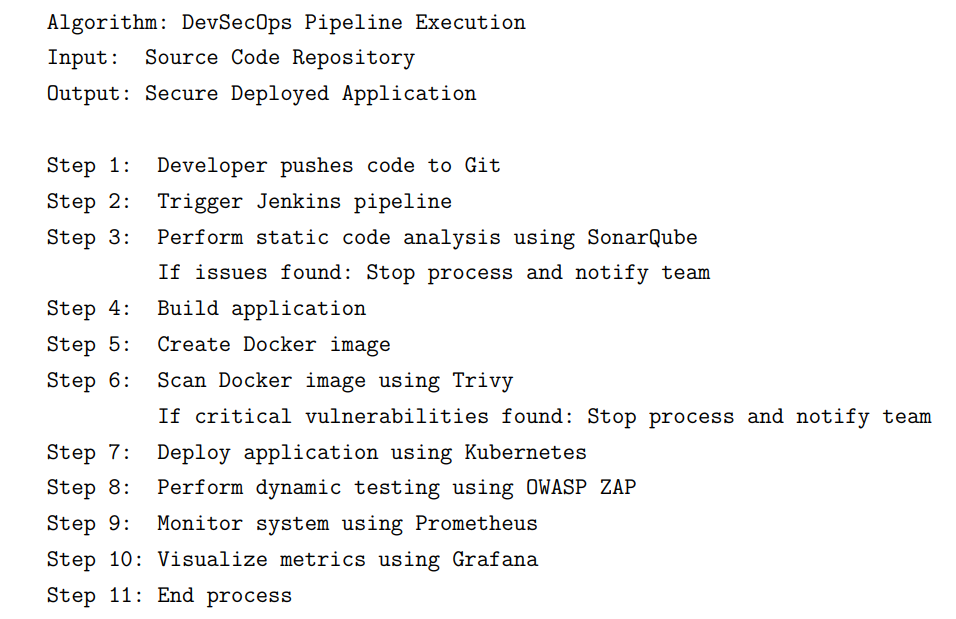 Algorithm: DevSecOps Pipeline Execution
Input:  Source Code Repository
Output: Secure Deployed Application

Step 1:  Developer pushes code to Git
Step 2:  Trigger Jenkins pipeline
Step 3:  Perform static code analysis using SonarQube
         If issues found: Stop process and notify team
Step 4:  Build application
Step 5:  Create Docker image
Step 6:  Scan Docker image using Trivy
         If critical vulnerabilities found: Stop process and notify team
Step 7:  Deploy application using Kubernetes
Step 8:  Perform dynamic testing using OWASP ZAP
Step 9:  Monitor system using Prometheus
Step 10: Visualize metrics using Grafana
Step 11: End process